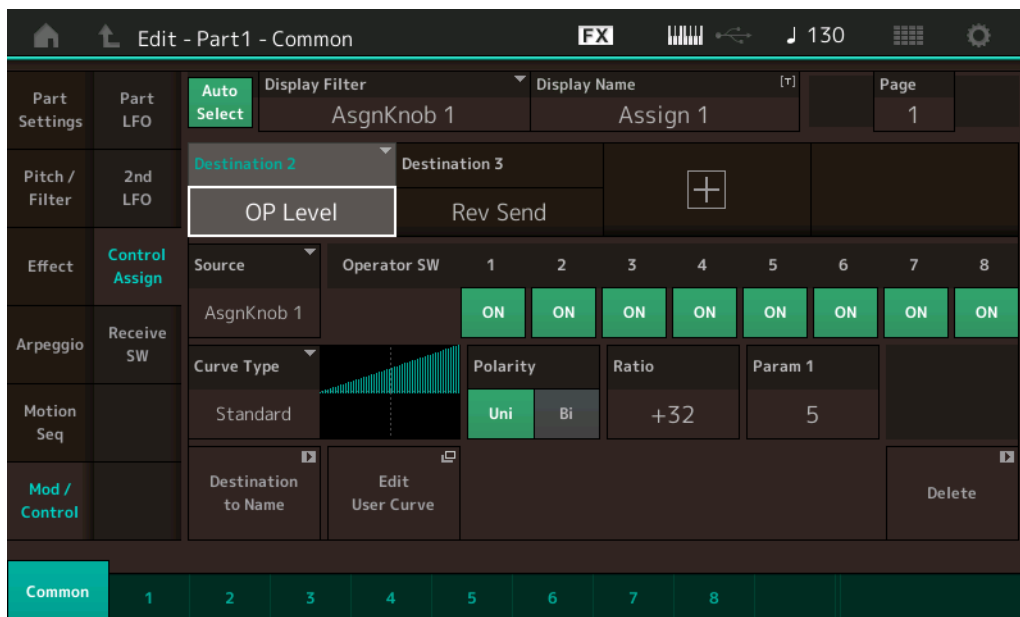 Edit - Part1 - Common
FX
130
Part
Settings
Part
LFO
Auto
Select
Display Filter
AsgnKnob 1
Display Name
[T]
Assign 1
Page
1
Pitch /
Filter
2nd
LFO
Destination 2
OP Level
Destination 3
Rev Send
Effect
Control
Assign
Source
AsgnKnob 1
Operator SW 1 2 3 4 5 6 7 8
ON ON ON ON ON ON ON ON
Arpeggio
Receive
SW
Curve Type
Standard
Polarity
Uni Bi
Ratio
+32
Param 1
5
Motion
Seq
Mod /
Control
Destination
to Name
Edit
User Curve
Delete
Common 1 2 3 4 5 6 7 8